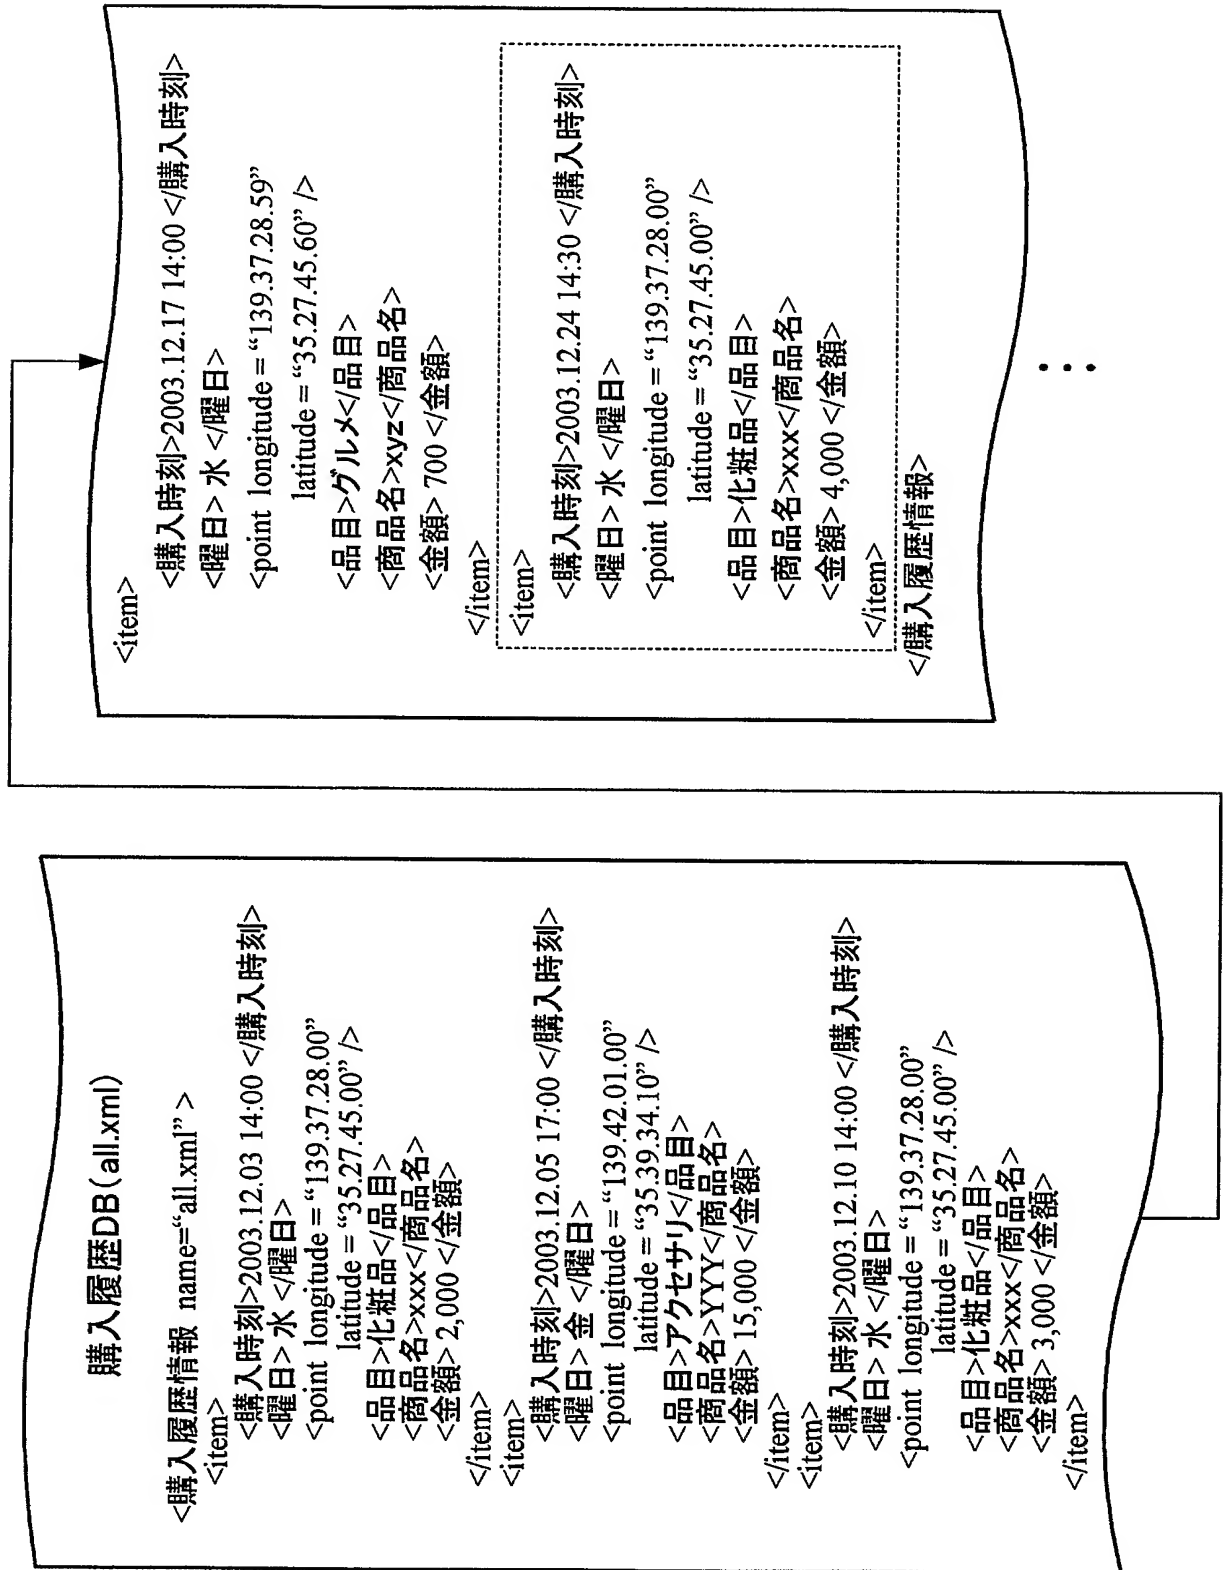 購入履歴DB(all.xml)
<購入履歴情報 name=“all.xml” >
<item>
<購入時刻>2003.12.03 14:00 </購入時刻>
<曜日> 水 </曜日>
<point longitude = “139.37.28.00”
latitude = “35.27.45.00” />
<品目>化粧品</品目>
<商品名>xxx</商品名>
<金額> 2,000 </金額>
</item>
<item>
<購入時刻>2003.12.05 17:00 </購入時刻>
<曜日> 金 </曜日>
<point longitude = “139.42.01.00”
latitude = “35.39.34.10” />
<品目>アクセサリ</品目>
<商品名>YYY</商品名>
<金額> 15,000 </金額>
</item>
<item>
<購入時刻>2003.12.10 14:00 </購入時刻>
<曜日> 水 </曜日>
<point longitude = “139.37.28.00”
latitude = “35.27.45.00” />
<品目>化粧品</品目>
<商品名>xxx</商品名>
<金額> 3,000 </金額>
</item>
<item>
<購入時刻>2003.12.17 14:00 </購入時刻>
<曜日> 水 </曜日>
<point longitude = “139.37.28.59”
latitude = “35.27.45.60” />
<品目>グルメ</品目>
<商品名>xyz</商品名>
<金額> 700 </金額>
</item>
<item>
<購入時刻>2003.12.24 14:30 </購入時刻>
<曜日> 水 </曜日>
<point longitude = “139.37.28.00”
latitude = “35.27.45.00” />
<品目>化粧品</品目>
<商品名>xxx</商品名>
<金額> 4,000 </金額>
</item>
</購入履歴情報>